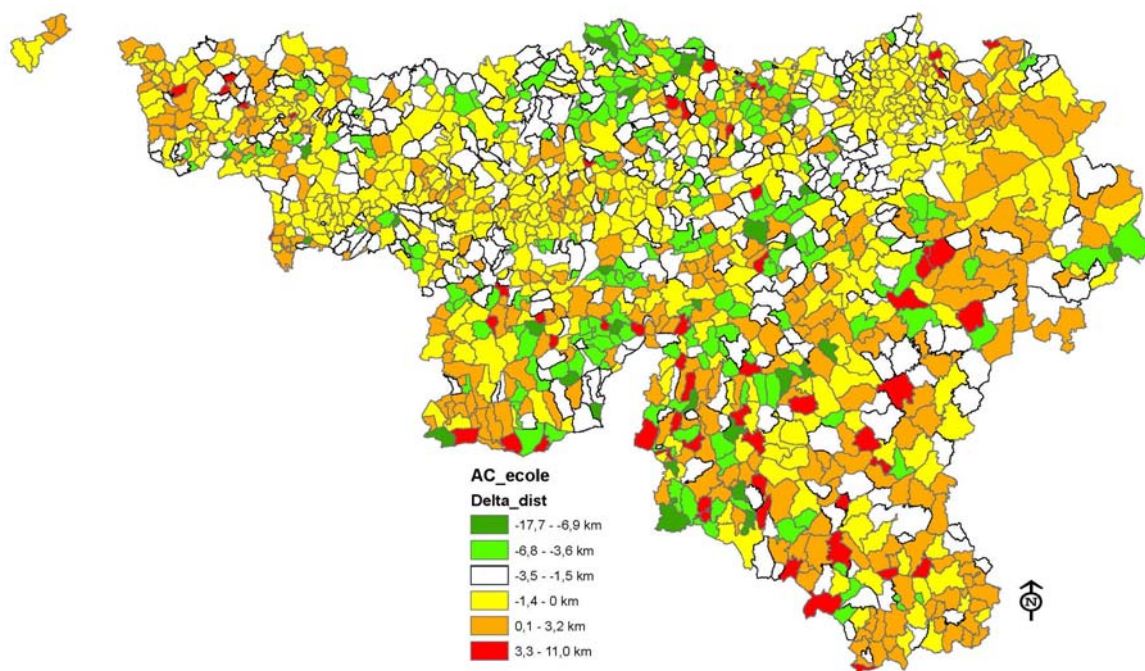 AC_ecole
Delta_dist
-17,7 - -6,9 km
-6,8 - -3,6 km
-3,5 - -1,5 km
-1,4 - 0 km
0,1 - 3,2 km
3,3 - 11,0 km
N